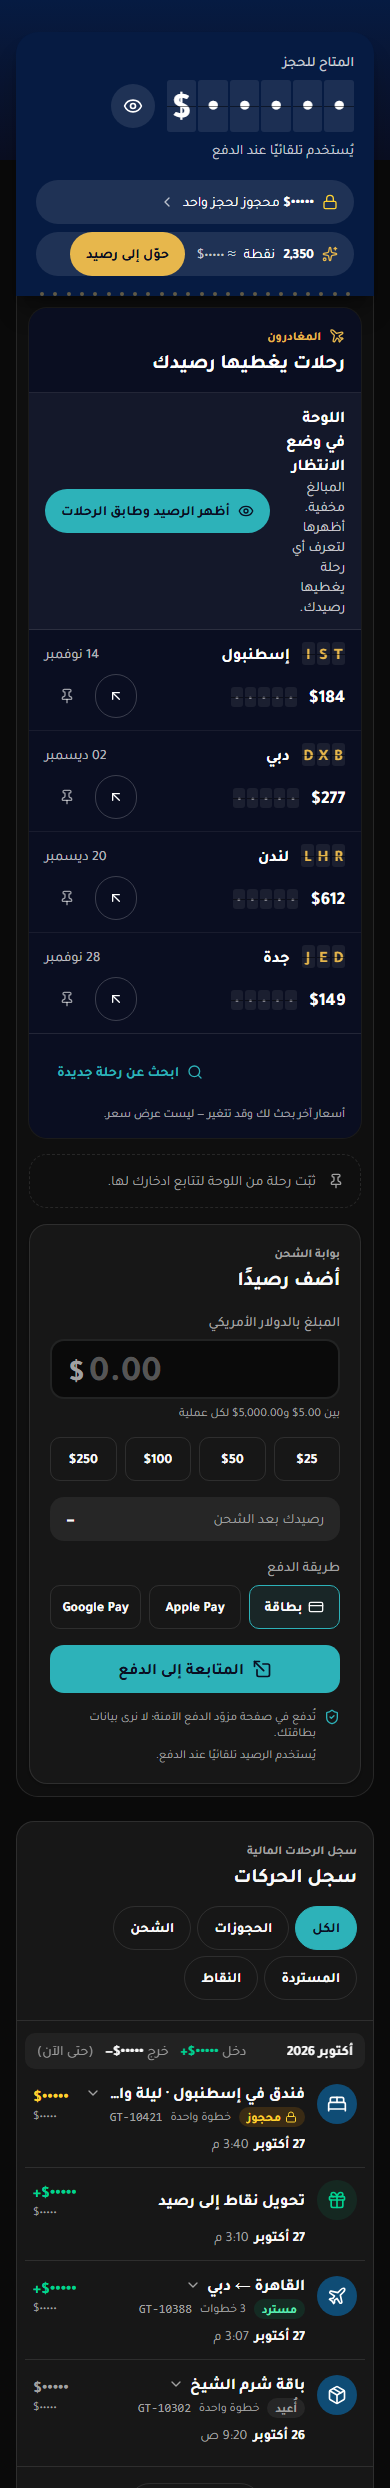 المتاح للحجز
$•••••
يُستخدم تلقائيًا عند الدفع
$••••• محجوز لحجز واحد
2,350 نقطة ≈ •••••$ حوّل إلى رصيد
المغادرون
رحلات يغطيها رصيدك
اللوحة
في وضع
الانتظار
المبالغ
مخفية.
أظهرها
لتعرف أي
رحلة
يغطيها
رصيدك.
أظهر الرصيد وطابق الرحلات
IST إسطنبول 14 نوفمبر
$184
DXB دبي 02 ديسمبر
$277
LHR لندن 20 ديسمبر
$612
JED جدة 28 نوفمبر
$149
ابحث عن رحلة جديدة
أسعار آخر بحث لك وقد تتغير – ليست عرض سعر.
ثبّت رحلة من اللوحة لتتابع ادخارك لها.
بوابة الشحن
أضف رصيدًا
المبلغ بالدولار الأمريكي
$ 0.00
بين $5.00 و$5,000.00 لكل عملية
$25 $50 $100 $250
رصيدك بعد الشحن –
طريقة الدفع
بطاقة Apple Pay Google Pay
المتابعة إلى الدفع
تُدفع في صفحة مزوّد الدفع الآمنة؛ لا نرى بيانات
بطاقتك.
يُستخدم الرصيد تلقائيًا عند الدفع.
سجل الرحلات المالية
سجل الحركات
الكل الحجوزات الشحن
المستردة النقاط
أكتوبر 2026 دخل +$••••• خرج –$••••• (حتى الآن)
فندق في إسطنبول · ليلة وا... $•••••
محجوز خطوة واحدة GT-10421 $•••••
27 أكتوبر 3:40 م
تحويل نقاط إلى رصيد +$•••••
$•••••
27 أكتوبر 3:10 م
القاهرة ← دبي +$•••••
مسترد 3 خطوات GT-10388 $•••••
27 أكتوبر 3:07 م
باقة شرم الشيخ $•••••
أُعيد خطوة واحدة GT-10302 $•••••
26 أكتوبر 9:20 ص